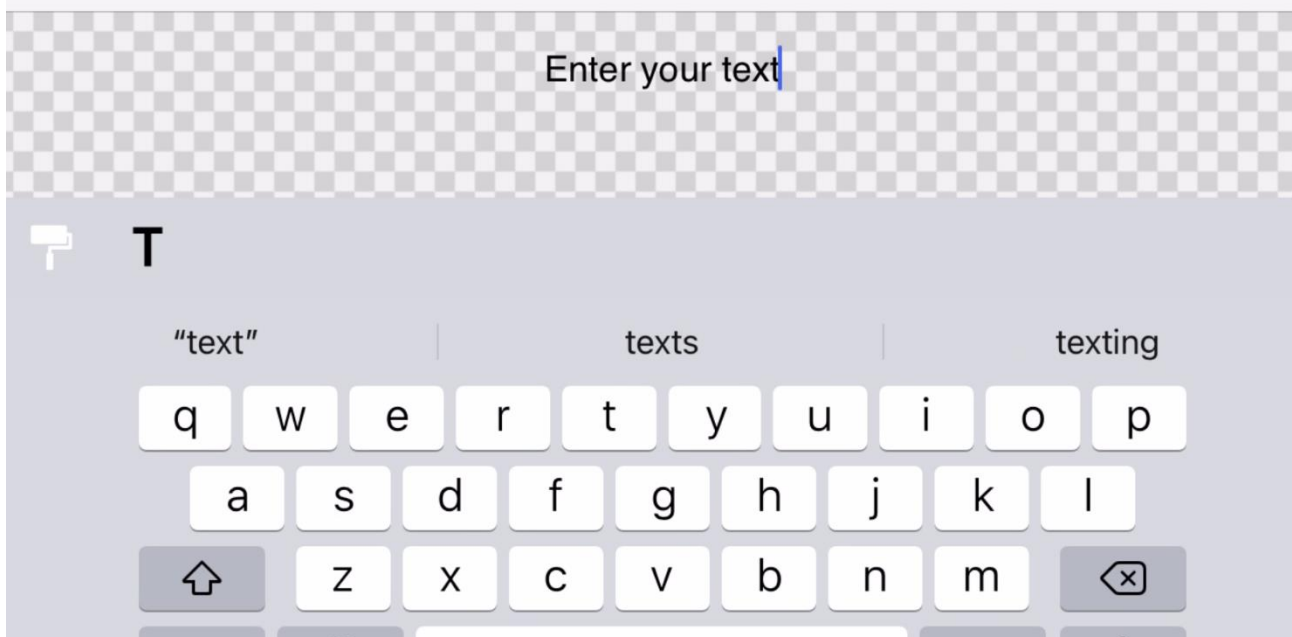 Enter your text
T
“text” texts texting
q w e r t y u i o p
a s d f g h j k l
z x c v b n m